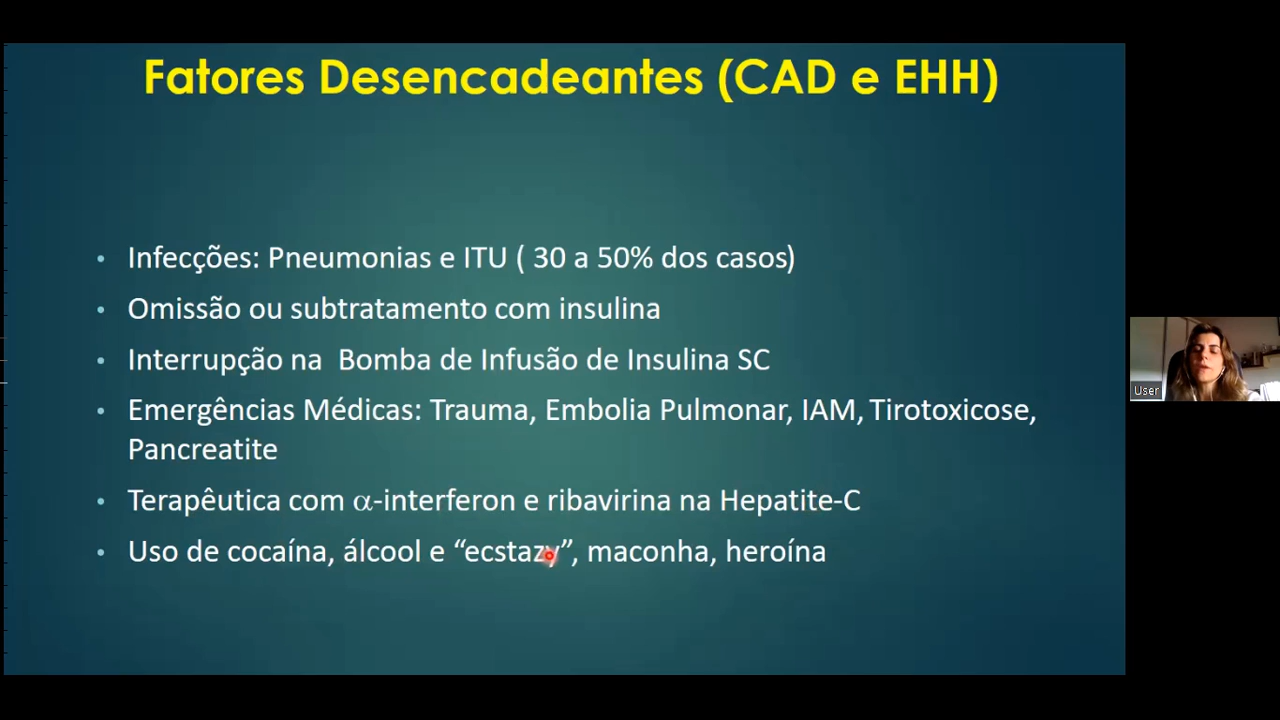 Fatores Desencadeantes (CAD e EHH)
• Infecções: Pneumonias e ITU ( 30 a 50% dos casos)
• Omissão ou subtratamento com insulina
• Interrupção na  Bomba de Infusão de Insulina SC
• Emergências Médicas: Trauma, Embolia Pulmonar, IAM, Tirotoxicose,
Pancreatite
• Terapêutica com α-interferon e ribavirina na Hepatite-C
• Uso de cocaína, álcool e “ecstazy”, maconha, heroína
User